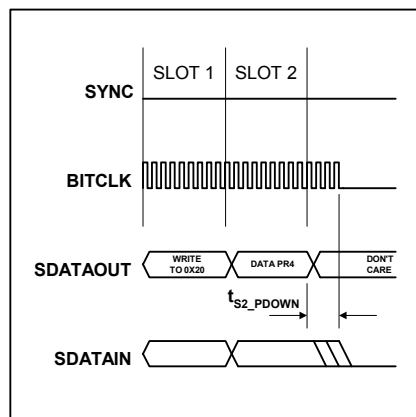 SLOT 1 SLOT 2
SYNC
BITCLK
SDATAOUT
WRITE
TO 0X20
DATA PR4
DON'T
CARE
tS2_PDOWN
SDATAIN